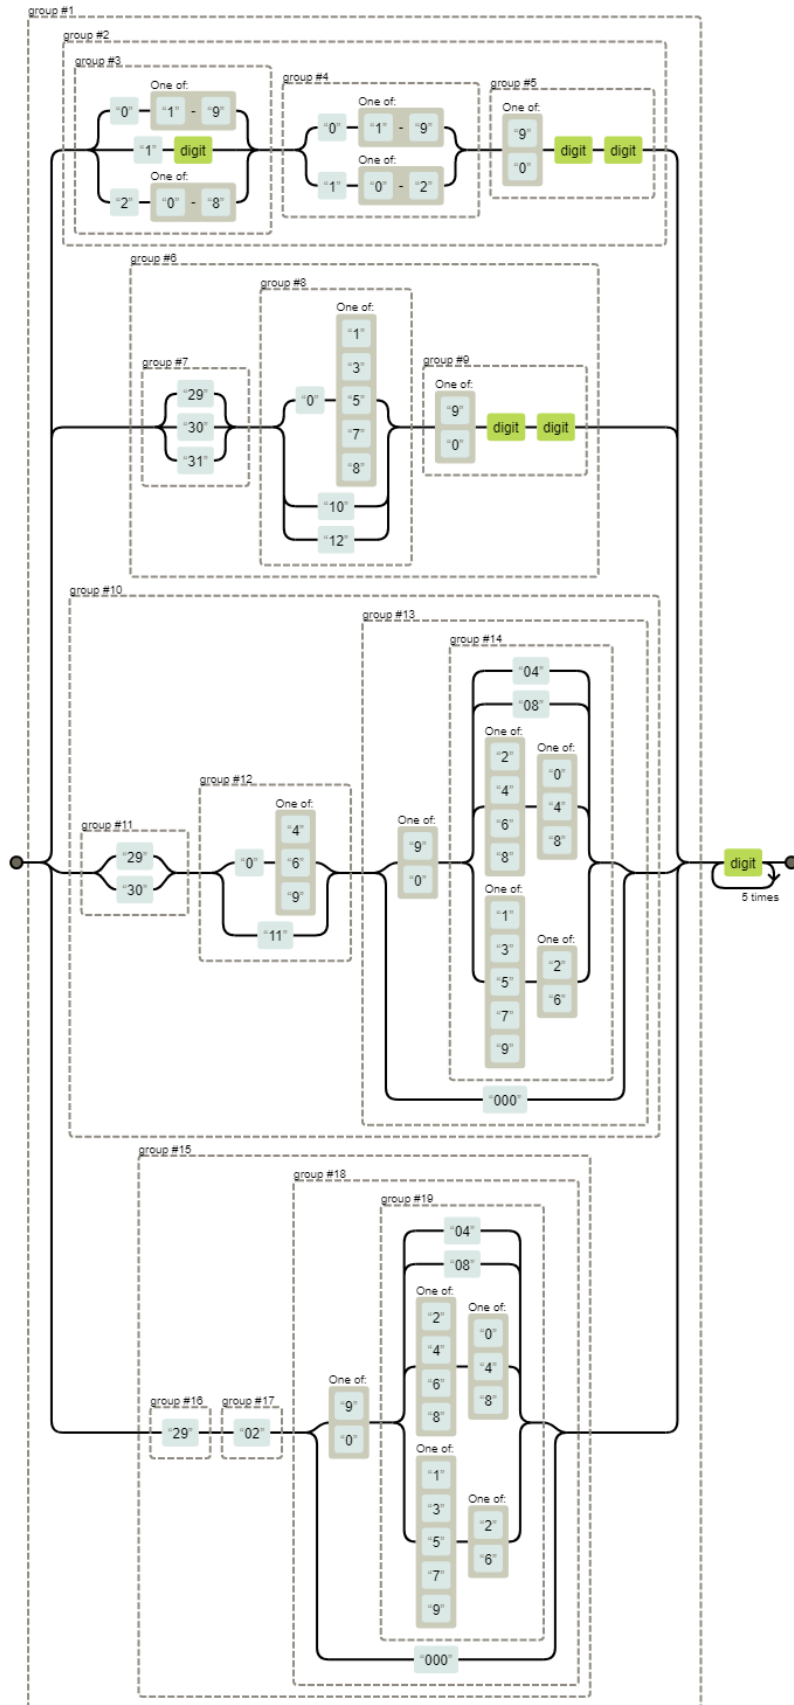 group #1
group #2
group #3
group #4
group #5
One of:
“0” “1” - “9”
“1” digit
One of:
“2” “0” - “8”
One of:
“0” “1” - “9”
One of:
“1” “0” - “2”
One of:
“9”
“0”
digit digit
group #6
group #7
“29”
“30”
“31”
group #8
One of:
“1”
“3”
“0” “5”
“7”
“8”
“10”
“12”
group #9
One of:
“9”
“0”
digit digit
group #10
group #11
“29”
“30”
group #12
One of:
“4”
“0” “6”
“9”
“11”
group #13
One of:
“9”
“0”
group #14
“04”
“08”
One of:
“2”
“4”
“6”
“8”
One of:
“0”
“4”
“8”
One of:
“1”
“3”
“5”
“7”
“9”
One of:
“2”
“6”
“000”
digit
5 times
group #15
group #16
“29”
group #17
“02”
group #18
One of:
“9”
“0”
group #19
“04”
“08”
One of:
“2”
“4”
“6”
“8”
One of:
“0”
“4”
“8”
One of:
“1”
“3”
“5”
“7”
“9”
One of:
“2”
“6”
“000”